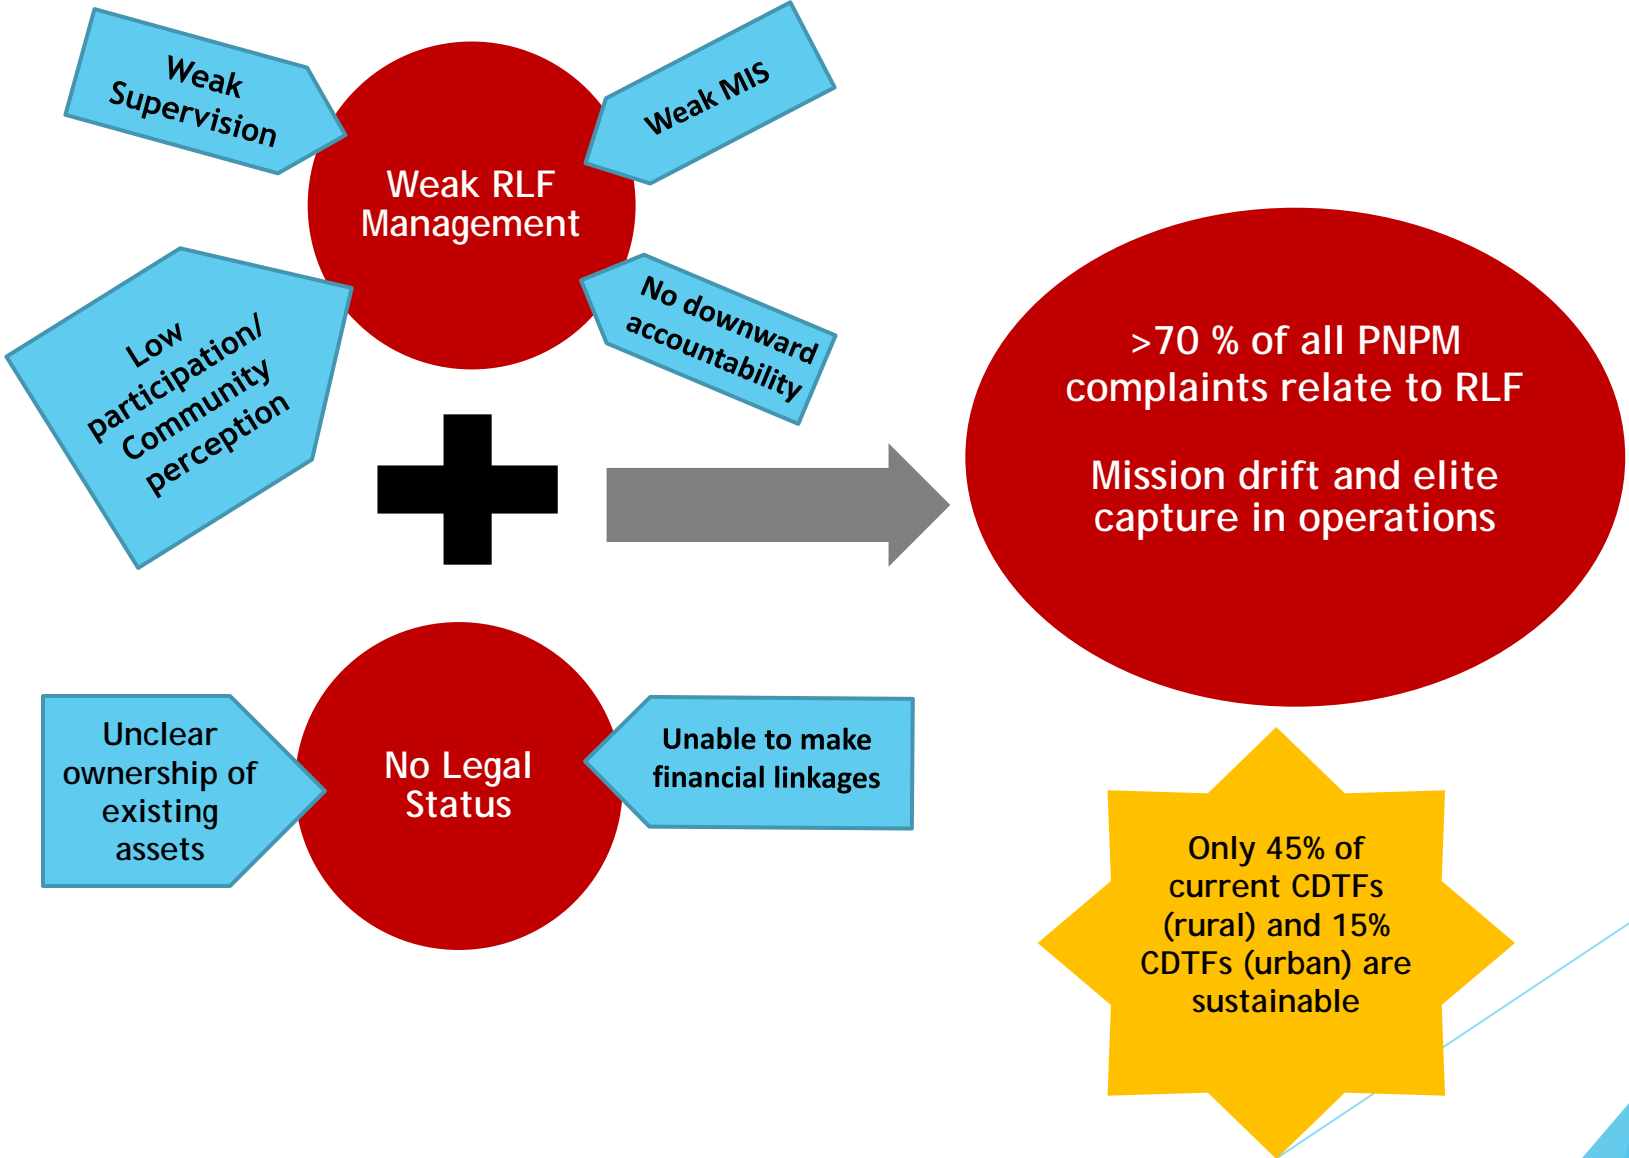 Weak
Supervision
Weak MIS
Weak RLF
Management
Low
participation/
Community
perception
No downward
accountability
>70 % of all PNPM
complaints relate to RLF
Mission drift and elite
capture in operations
Unclear
ownership of
existing
assets
No Legal
Status
Unable to make
financial linkages
Only 45% of
current CDTFs
(rural) and 15%
CDTFs (urban) are
sustainable